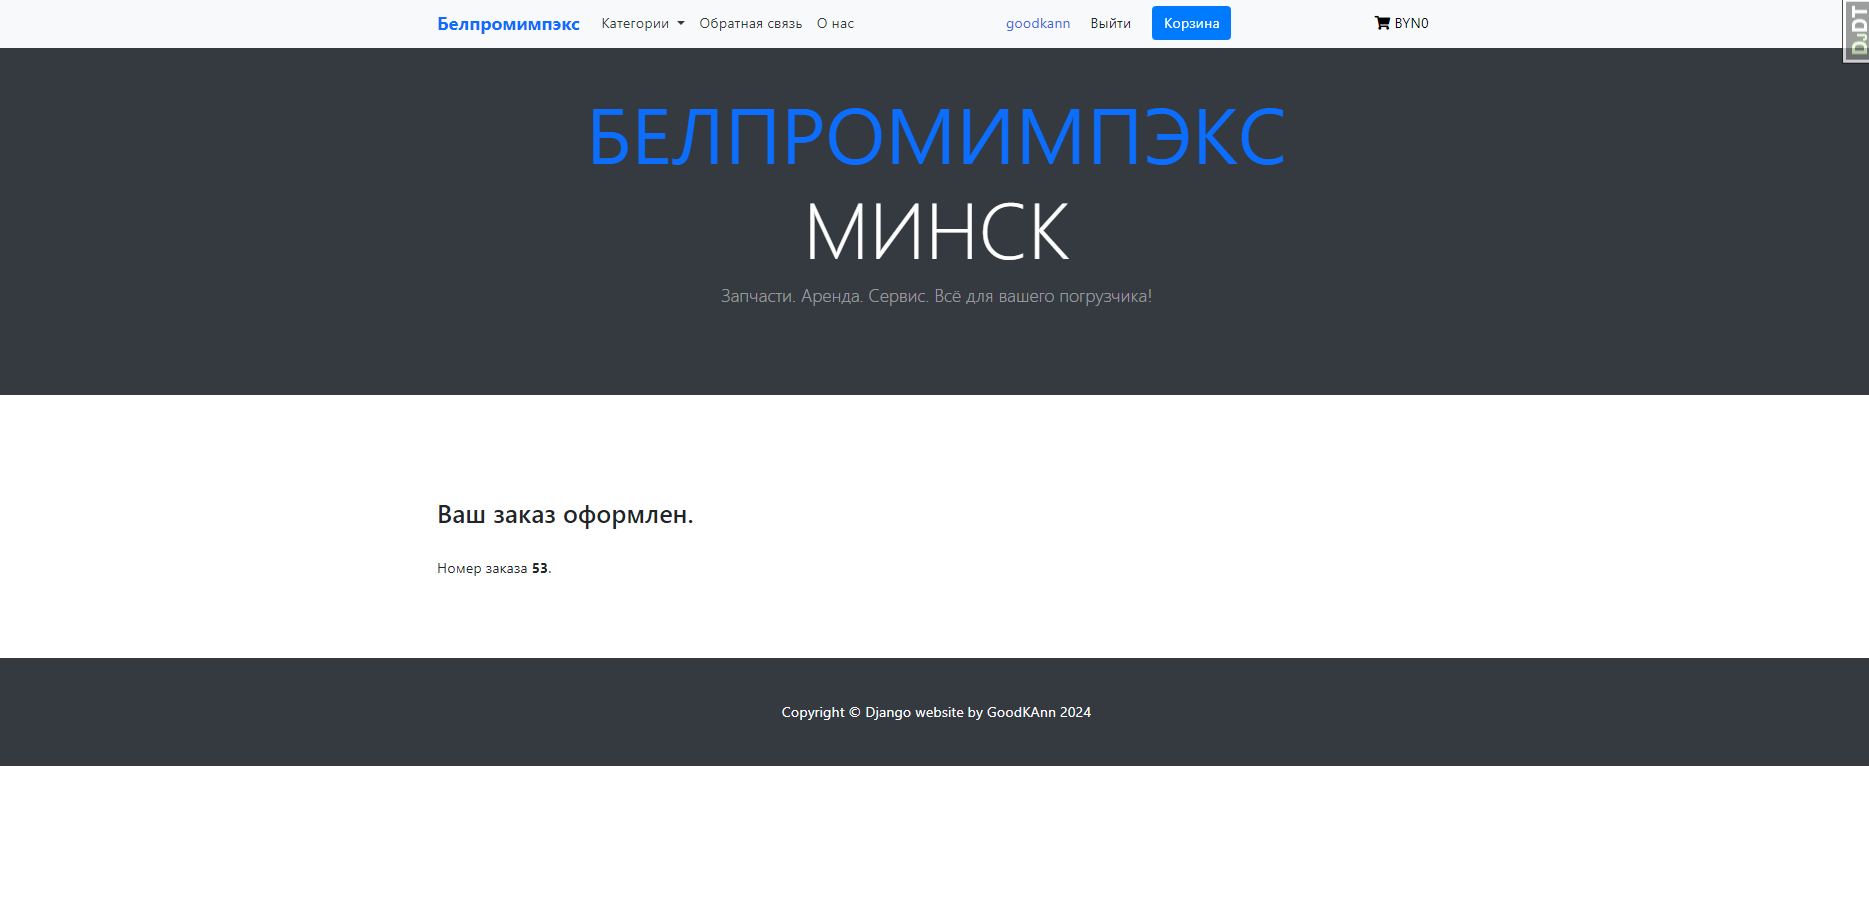 Белпромимпэкс Категории Обратная связь О нас goodkann Выйти Корзина BYN0
DjDT
БЕЛПРОМИМПЭКС
МИНСК
Запчасти. Аренда. Сервис. Всё для вашего погрузчика!
Ваш заказ оформлен.
Номер заказа 53.
Copyright © Django website by GoodKAnn 2024